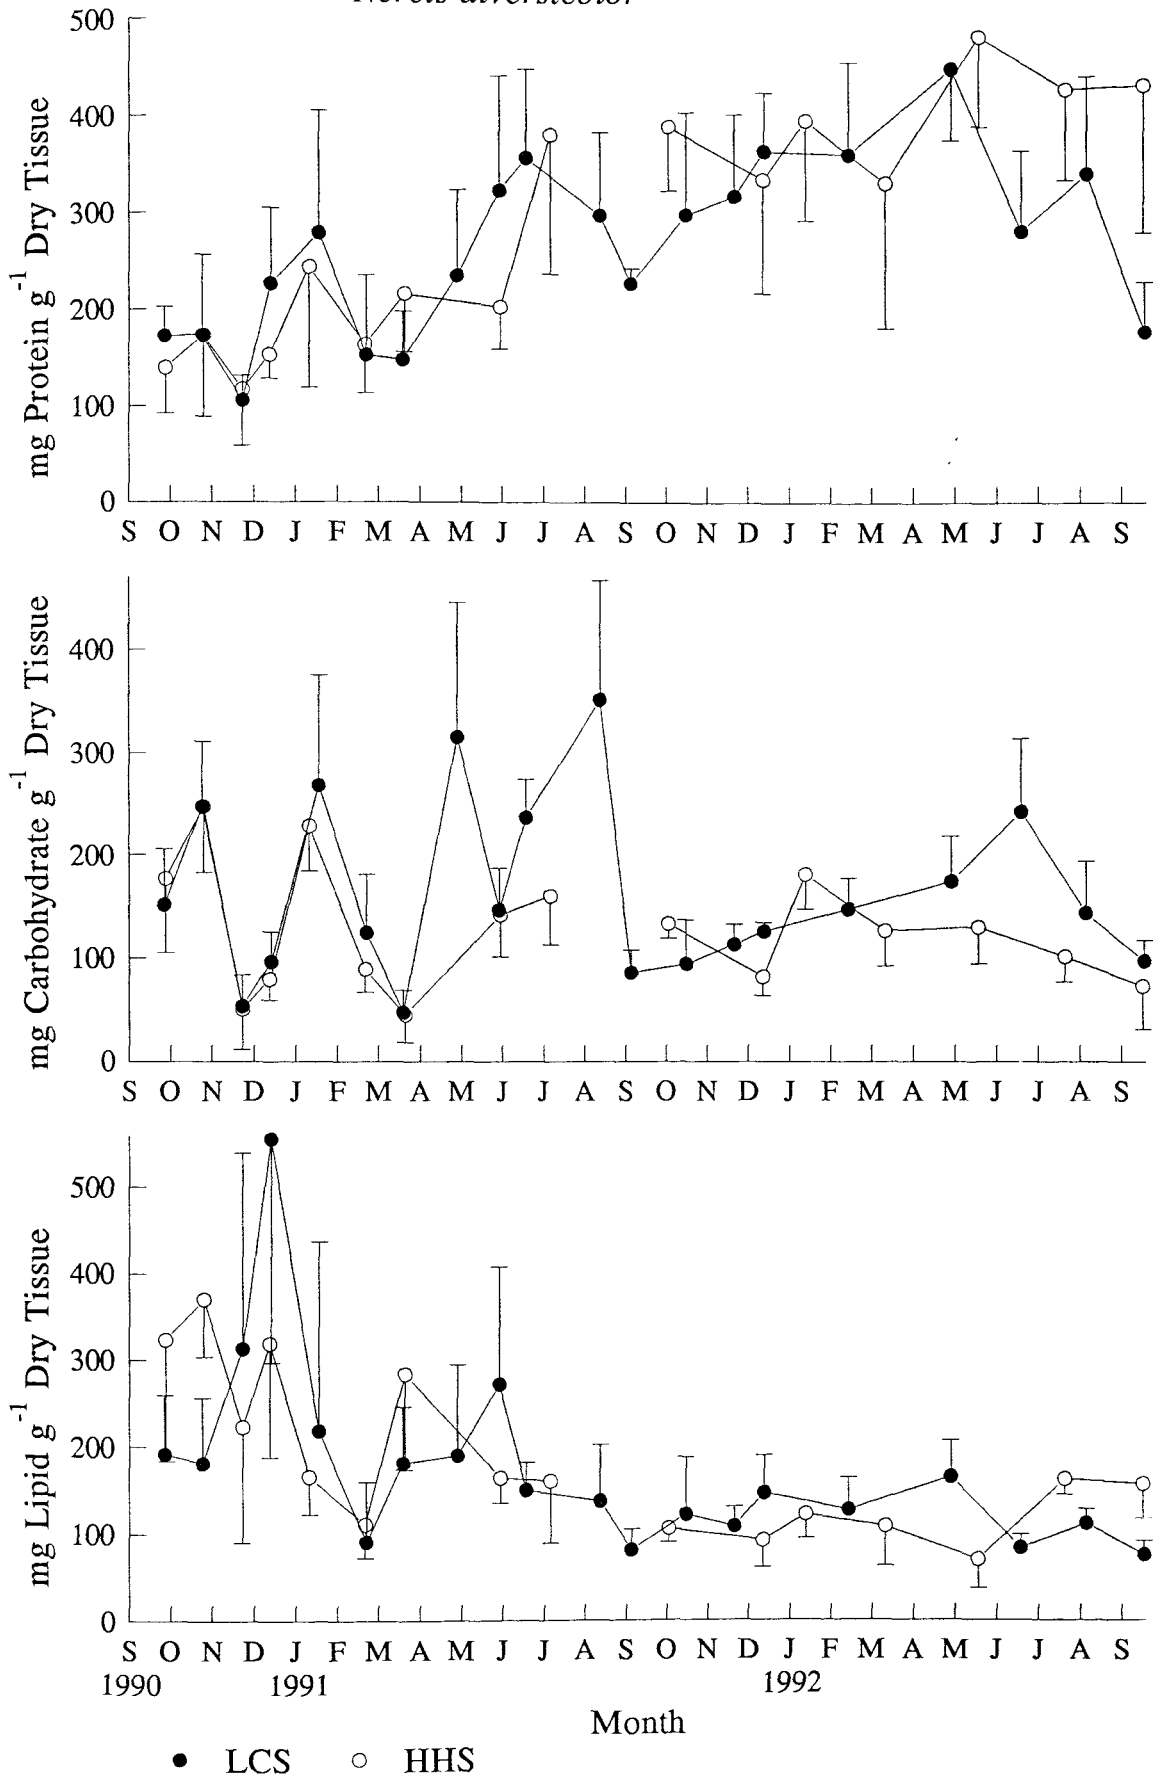 Nereis diversicolor
500
400
300
200
100
0
mg Protein g⁻¹ Dry Tissue
S O N D J F M A M J J A S O N D J F M A M J J A S
400
300
200
100
0
mg Carbohydrate g⁻¹ Dry Tissue
S O N D J F M A M J J A S O N D J F M A M J J A S
500
400
300
200
100
0
mg Lipid g⁻¹ Dry Tissue
S O N D J F M A M J J A S O N D J F M A M J J A S
1990 1991 1992
Month
● LCS ○ HHS